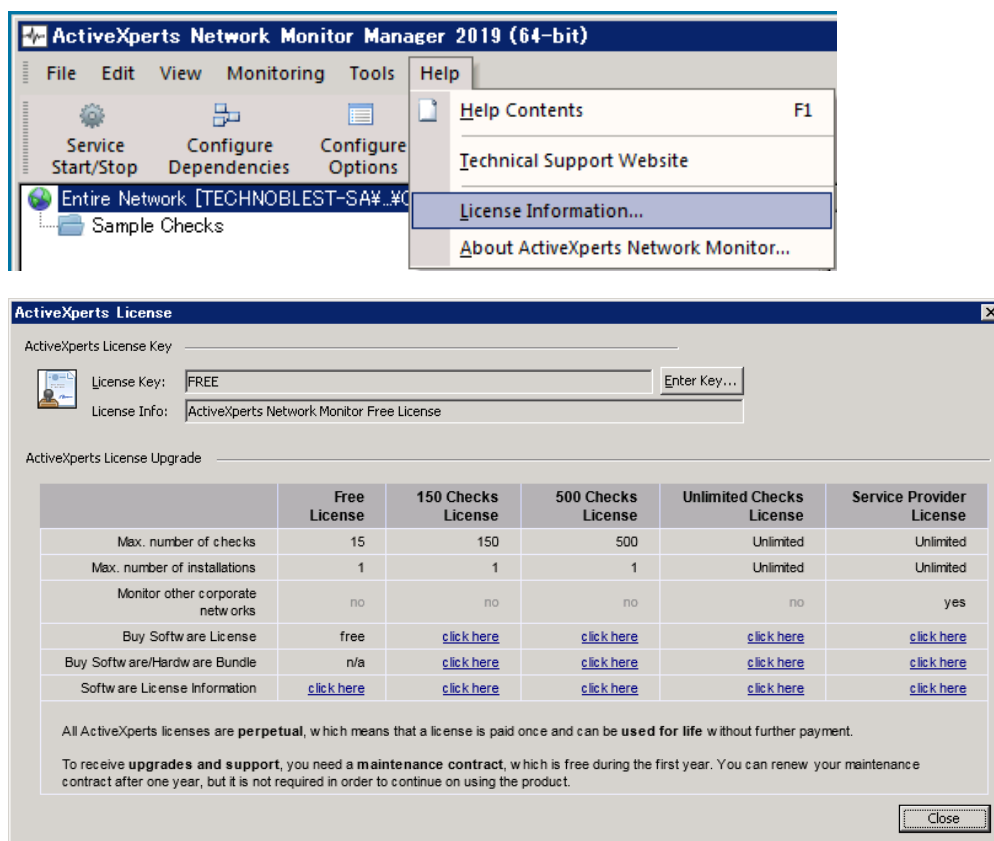 ActiveXperts Network Monitor Manager 2019 (64-bit)
File Edit View Monitoring Tools Help
Service Start/Stop
Configure Dependencies
Configure Options
Help Contents F1
Technical Support Website
License Information...
About ActiveXperts Network Monitor...
Entire Network [TECHNOBLEST-SA¥...¥
Sample Checks
ActiveXperts License
ActiveXperts License Key
License Key: FREE Enter Key...
License Info: ActiveXperts Network Monitor Free License
ActiveXperts License Upgrade
Free License 150 Checks License 500 Checks License Unlimited Checks License Service Provider License
Max. number of checks 15 150 500 Unlimited Unlimited
Max. number of installations 1 1 1 Unlimited Unlimited
Monitor other corporate networks no no no no yes
Buy Software License free click here click here click here click here
Buy Software/Hardware Bundle n/a click here click here click here click here
Software License Information click here click here click here click here click here
All ActiveXperts licenses are perpetual, which means that a license is paid once and can be used for life without further payment.
To receive upgrades and support, you need a maintenance contract, which is free during the first year. You can renew your maintenance
contract after one year, but it is not required in order to continue on using the product.
Close